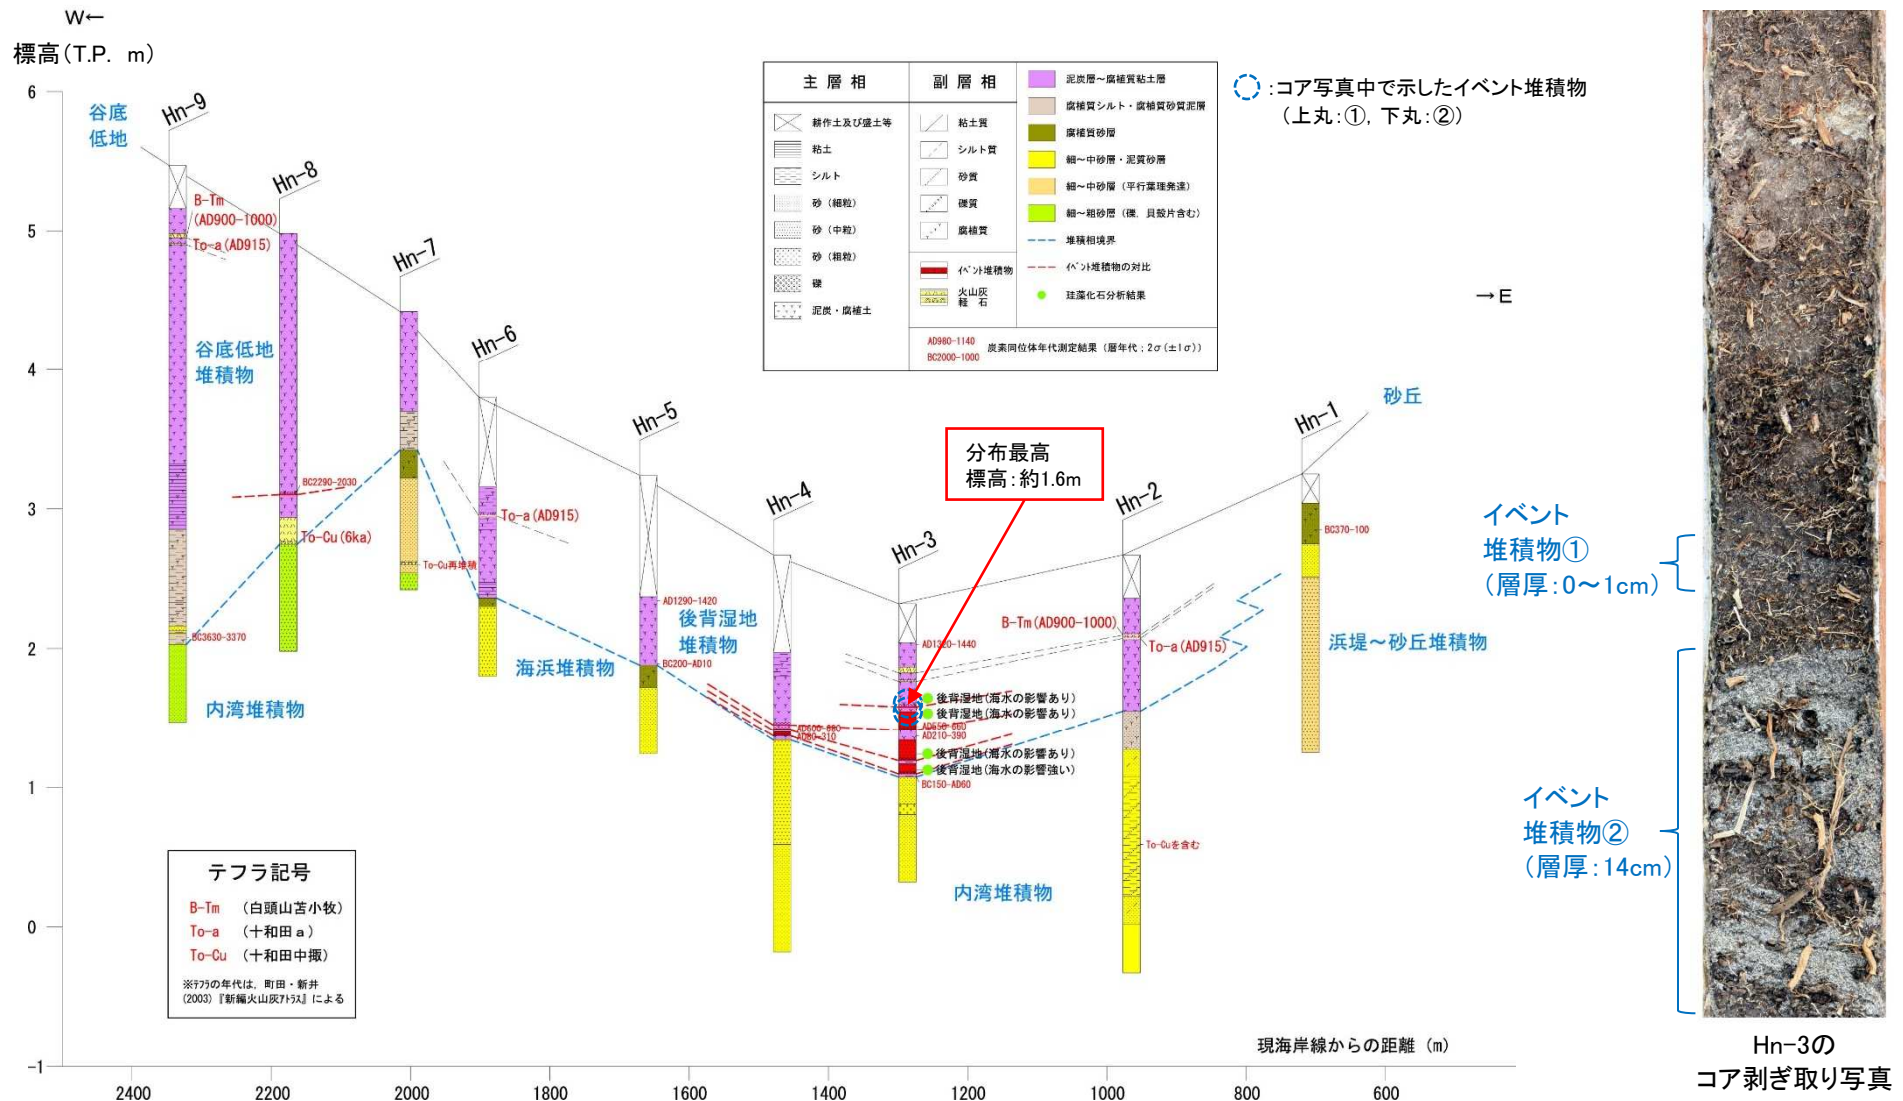 W←
標高(T.P. m)
6
5
4
3
2
1
0
-1
2400
2200
2000
1800
1600
1400
1200
1000
800
600
現海岸線からの距離 (m)
→E
谷底
低地
Hn-9
Hn-8
Hn-7
Hn-6
Hn-5
Hn-4
Hn-3
Hn-2
Hn-1
砂丘
B-Tm
(AD900-1000)
To-a(AD915)
谷底低地
堆積物
BC2290-2030
To-Cu(6ka)
BC3630-3370
内湾堆積物
To-Cu再堆積
To-a(AD915)
海浜堆積物
AD1290-1420
後背湿地
堆積物
BC200-AD10
AD600-680
AD80-310
分布最高
標高:約1.6m
B-Tm(AD900-1000)
AD1320-1440
To-a(AD915)
後背湿地(海水の影響あり)
後背湿地(海水の影響あり)
AD550-660
AD210-390
後背湿地(海水の影響あり)
後背湿地(海水の影響強い)
BC150-AD60
To-Cuを含む
内湾堆積物
BC370-100
浜堤~砂丘堆積物
主層相
耕作土及び盛土等
粘土
シルト
砂(細粒)
砂(中粒)
砂(粗粒)
礫
泥炭・腐植土
副層相
粘土質
シルト質
砂質
礫質
腐植質
イベント堆積物
火山灰
軽石
泥炭層~腐植質粘土層
腐植質シルト・腐植質砂質泥層
腐植質砂層
細~中砂層・泥質砂層
細~中砂層(平行葉理発達)
細~粗砂層(礫、貝殻片含む)
堆積相境界
イベント堆積物の対比
珪藻化石分析結果
AD980-1140
BC2000-1000
炭素同位体年代測定結果(暦年代;2σ(±1σ))
:コア写真中で示したイベント堆積物
(上丸:①, 下丸:②)
テフラ記号
B-Tm (白頭山苫小牧)
To-a (十和田a)
To-Cu (十和田中掫)
※テフラの年代は、町田・新井
(2003)『新編火山灰アトラス』による
イベント
堆積物①
(層厚:0~1cm)
イベント
堆積物②
(層厚:14cm)
Hn-3の
コア剥ぎ取り写真